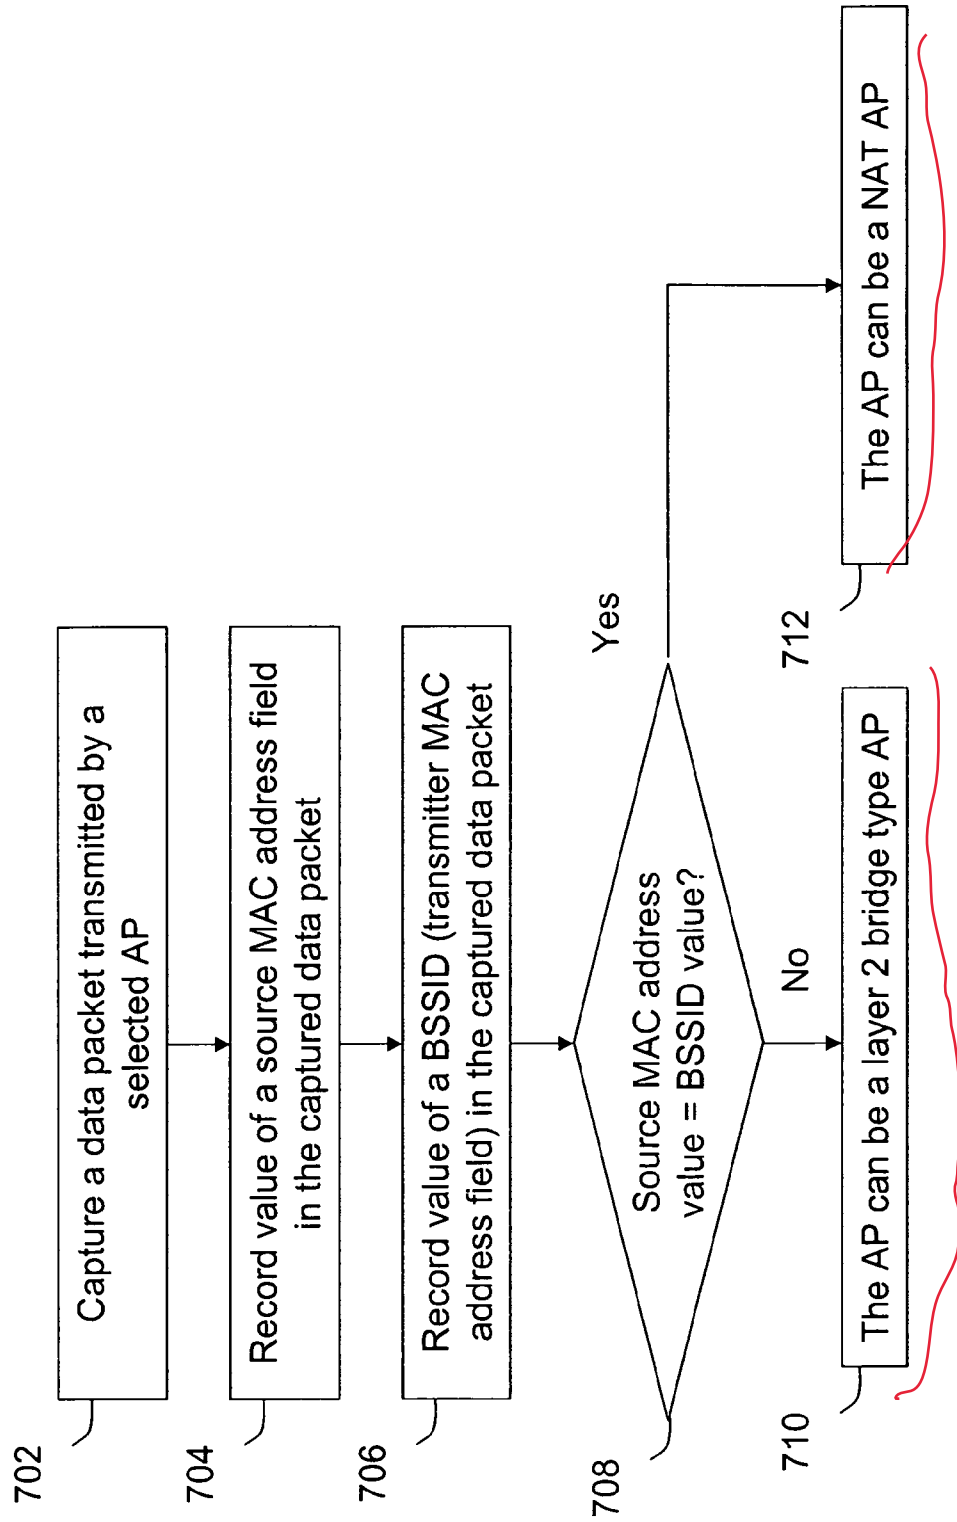 702
Capture a data packet transmitted by a
selected AP
704
Record value of a source MAC address field
in the captured data packet
706
Record value of a BSSID (transmitter MAC
address field) in the captured data packet
708
Source MAC address
value = BSSID value?
Yes
No
710
The AP can be a layer 2 bridge type AP
712
The AP can be a NAT AP